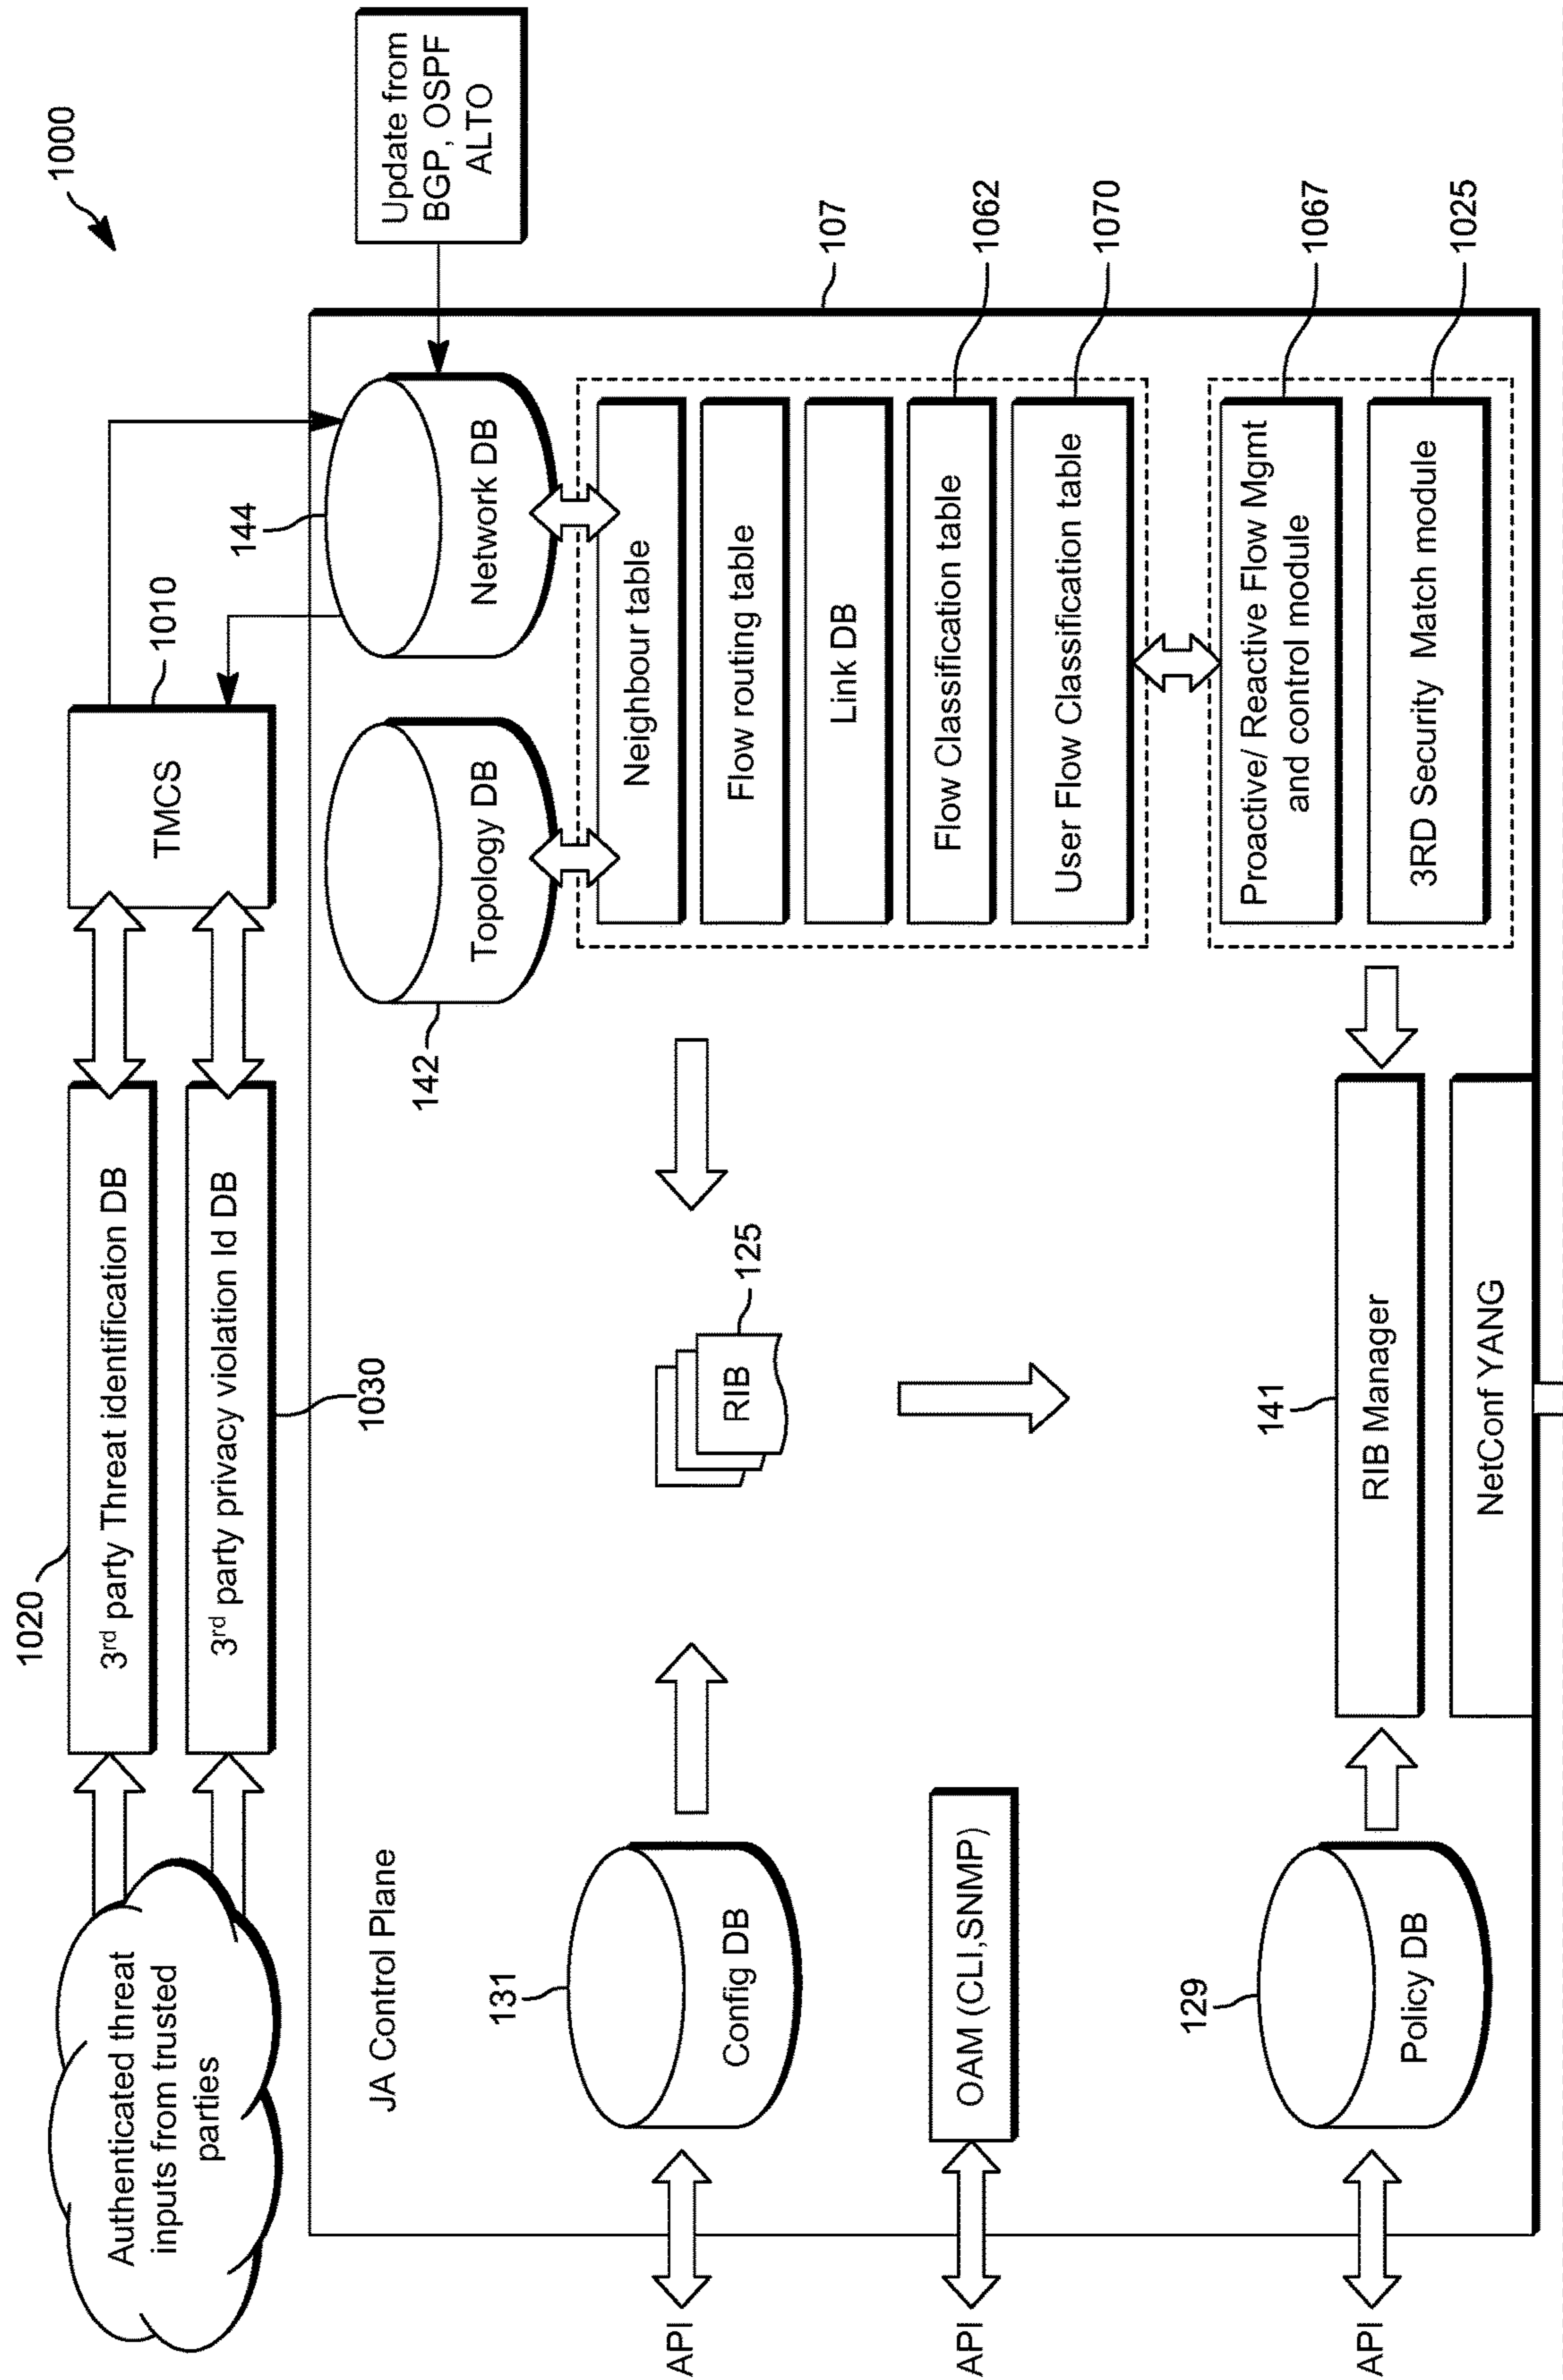 1000
1020
3rd party Threat identification DB
3rd party privacy violation Id DB
1030
Authenticated threat
inputs from trusted
parties
TMCS
1010
Update from
BGP, OSPF
ALTO
JA Control Plane
107
142
Topology DB
144
Network DB
Neighbour table
Flow routing table
Link DB
Flow Classification table
1062
User Flow Classification table
1070
Proactive/ Reactive Flow Mgmt
and control module
1067
3RD Security Match module
1025
131
Config DB
API
RIB
125
OAM (CLI,SNMP)
API
129
Policy DB
API
141
RIB Manager
NetConf YANG